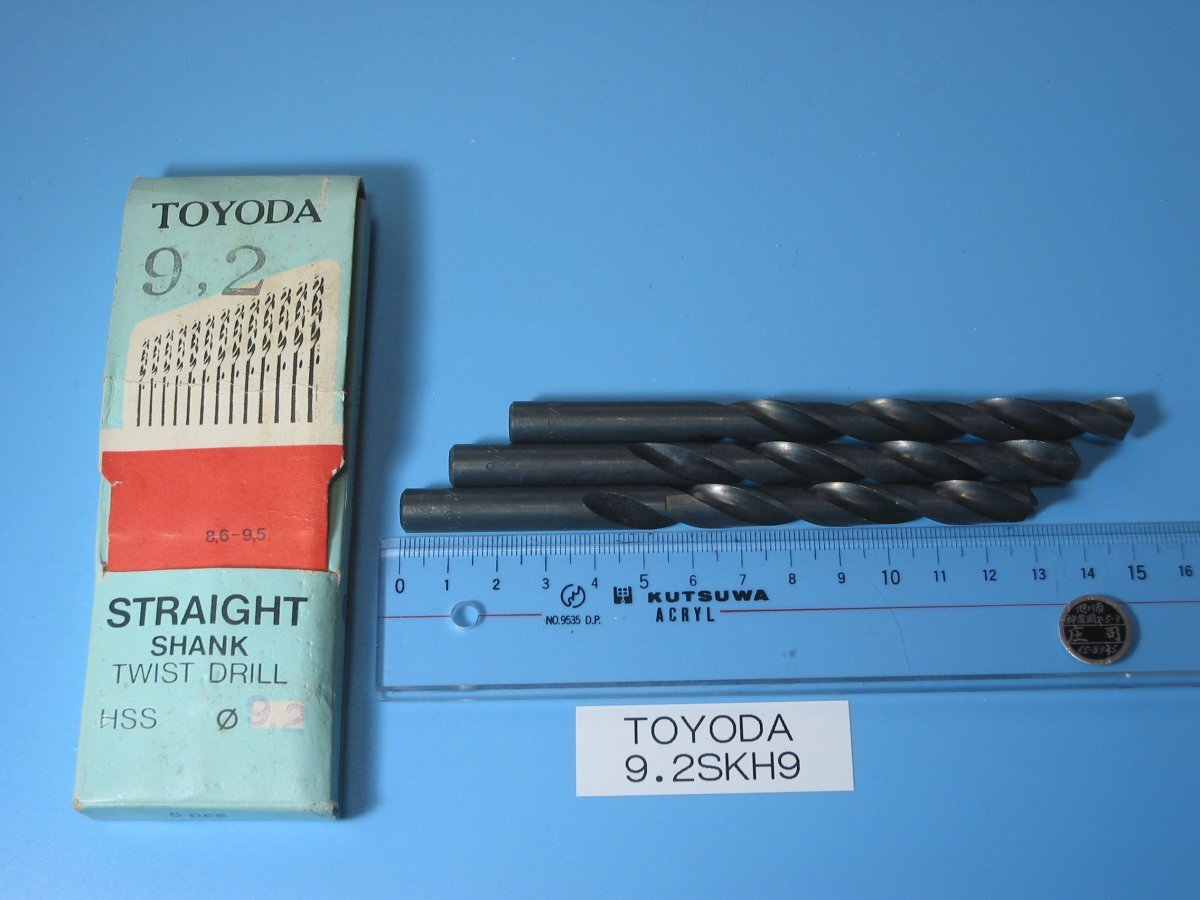 TOYODA
9,2
8,6-9,5
STRAIGHT
SHANK
TWIST DRILL
HSS Ø 9.2
5 pcs
0 1 2 3 4 5 6 7 8 9 10 11 12 13 14 15 16
KUTSUWA
NO.9535 D.P.
ACRYL
庄司
65-8345
TOYODA
9.2SKH9